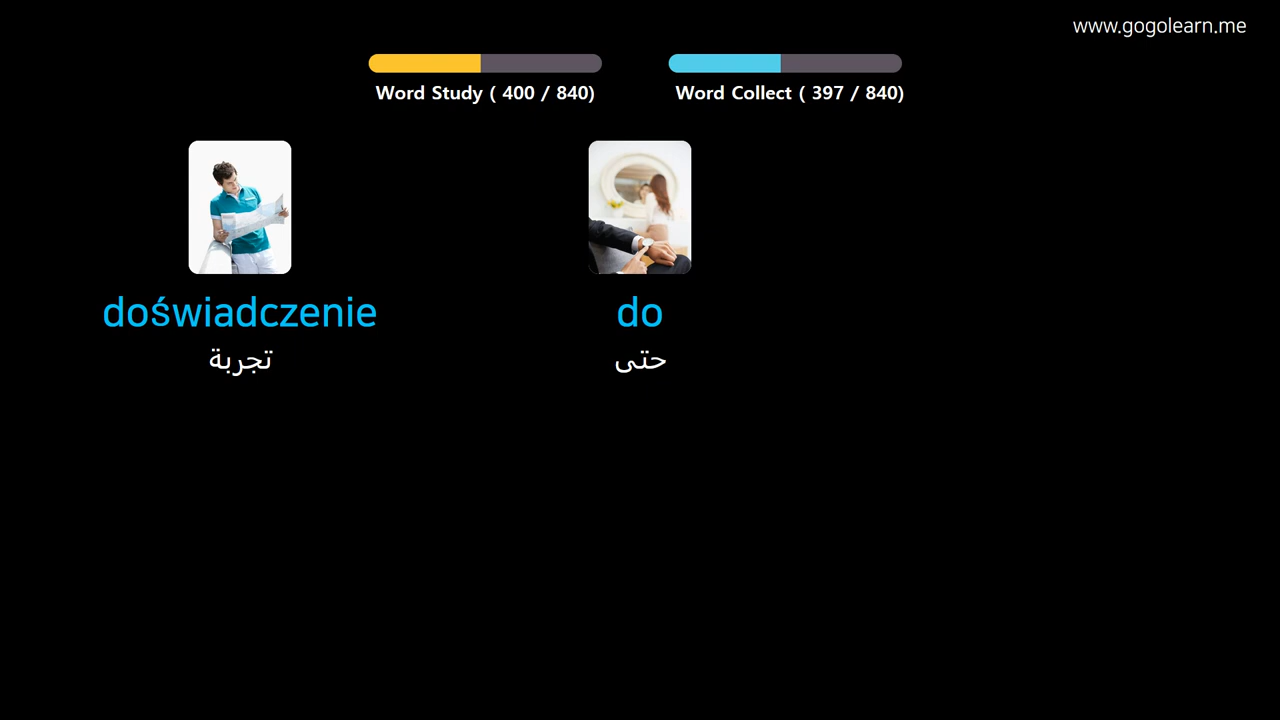 www.gogolearn.me
Word Study ( 400 / 840)
Word Collect ( 397 / 840)
doświadczenie
تجربة
do
حتى